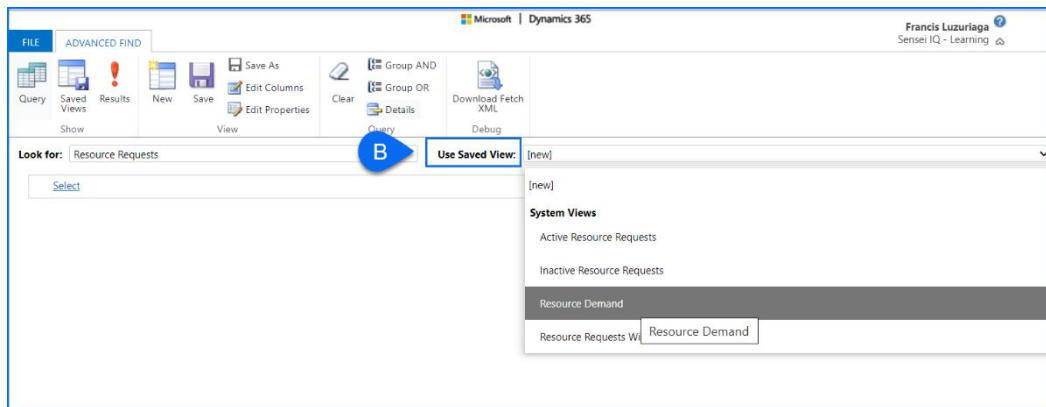 Microsoft | Dynamics 365
Francis Luzuriaga
Sensei IQ - Learning
FILE ADVANCED FIND
Query
Saved Views
Results
New
Save
Save As
Edit Columns
Edit Properties
Clear
Group AND
Group OR
Details
Download Fetch XML
Show View Query Debug
Look for: Resource Requests
B
Use Saved View: [new]
Select
[new]
System Views
Active Resource Requests
Inactive Resource Requests
Resource Demand
Resource Requests Wi
Resource Demand